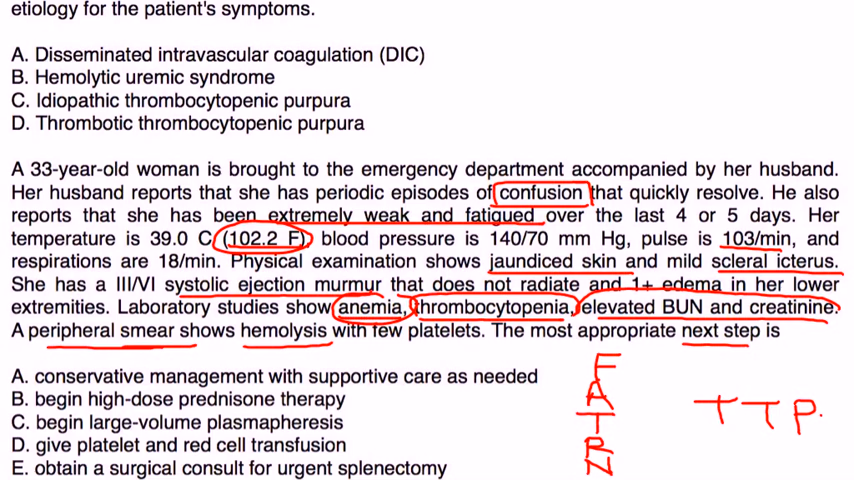 etiology for the patient's symptoms.
A. Disseminated intravascular coagulation (DIC)
B. Hemolytic uremic syndrome
C. Idiopathic thrombocytopenic purpura
D. Thrombotic thrombocytopenic purpura
A 33-year-old woman is brought to the emergency department accompanied by her husband.
Her husband reports that she has periodic episodes of confusion that quickly resolve. He also
reports that she has been extremely weak and fatigued over the last 4 or 5 days. Her
temperature is 39.0 C (102.2 F), blood pressure is 140/70 mm Hg, pulse is 103/min, and
respirations are 18/min. Physical examination shows jaundiced skin and mild scleral icterus.
She has a III/VI systolic ejection murmur that does not radiate and 1+ edema in her lower
extremities. Laboratory studies show anemia, thrombocytopenia, elevated BUN and creatinine.
A peripheral smear shows hemolysis with few platelets. The most appropriate next step is
A. conservative management with supportive care as needed
B. begin high-dose prednisone therapy
C. begin large-volume plasmapheresis
D. give platelet and red cell transfusion
E. obtain a surgical consult for urgent splenectomy
F
A
T
R
N
TTP.